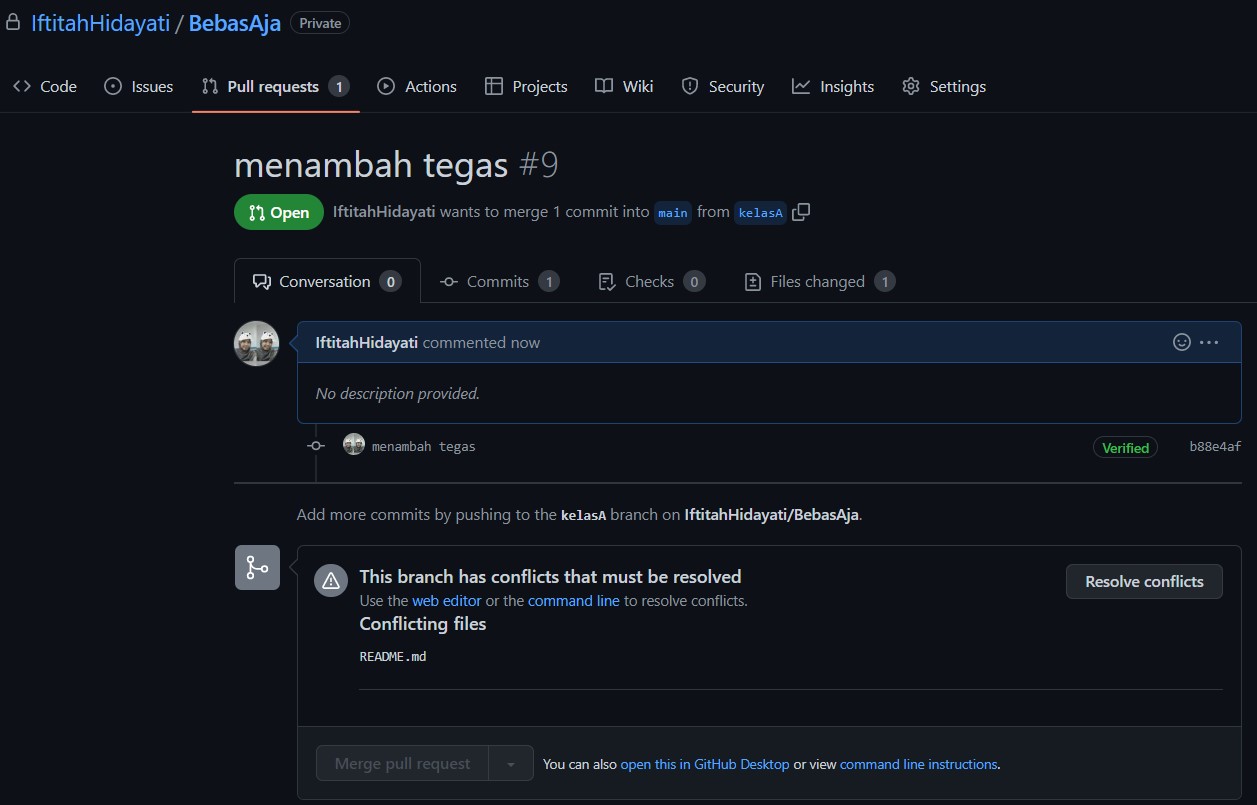 IftitahHidayati / BebasAja Private
Code Issues Pull requests 1 Actions Projects Wiki Security Insights Settings
menambah tegas #9
Open IftitahHidayati wants to merge 1 commit into main from kelasA
Conversation 0 Commits 1 Checks 0 Files changed 1
IftitahHidayati commented now
No description provided.
menambah tegas Verified b88e4af
Add more commits by pushing to the kelasA branch on IftitahHidayati/BebasAja.
This branch has conflicts that must be resolved
Resolve conflicts
Use the web editor or the command line to resolve conflicts.
Conflicting files
README.md
Merge pull request You can also open this in GitHub Desktop or view command line instructions.